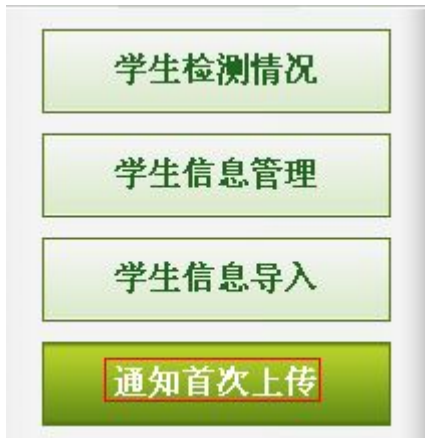 学生检测情况
学生信息管理
学生信息导入
通知首次上传